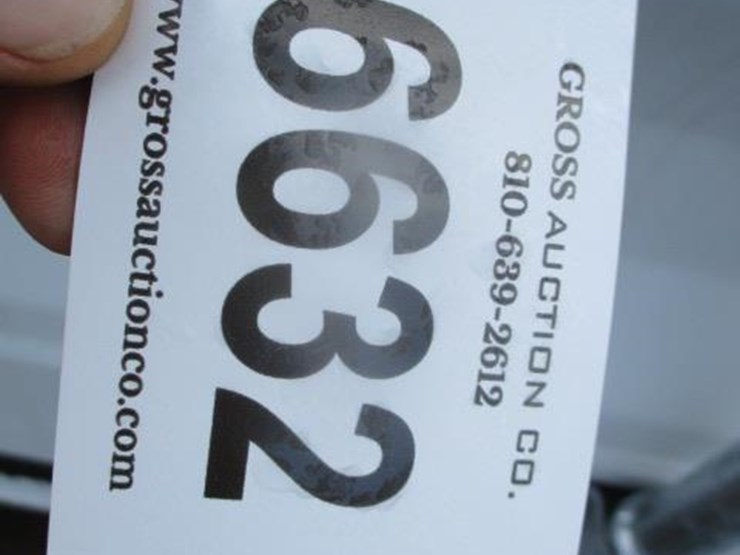 GROSS AUCTION CO.
810-639-2612
6632
www.grossauctionco.com